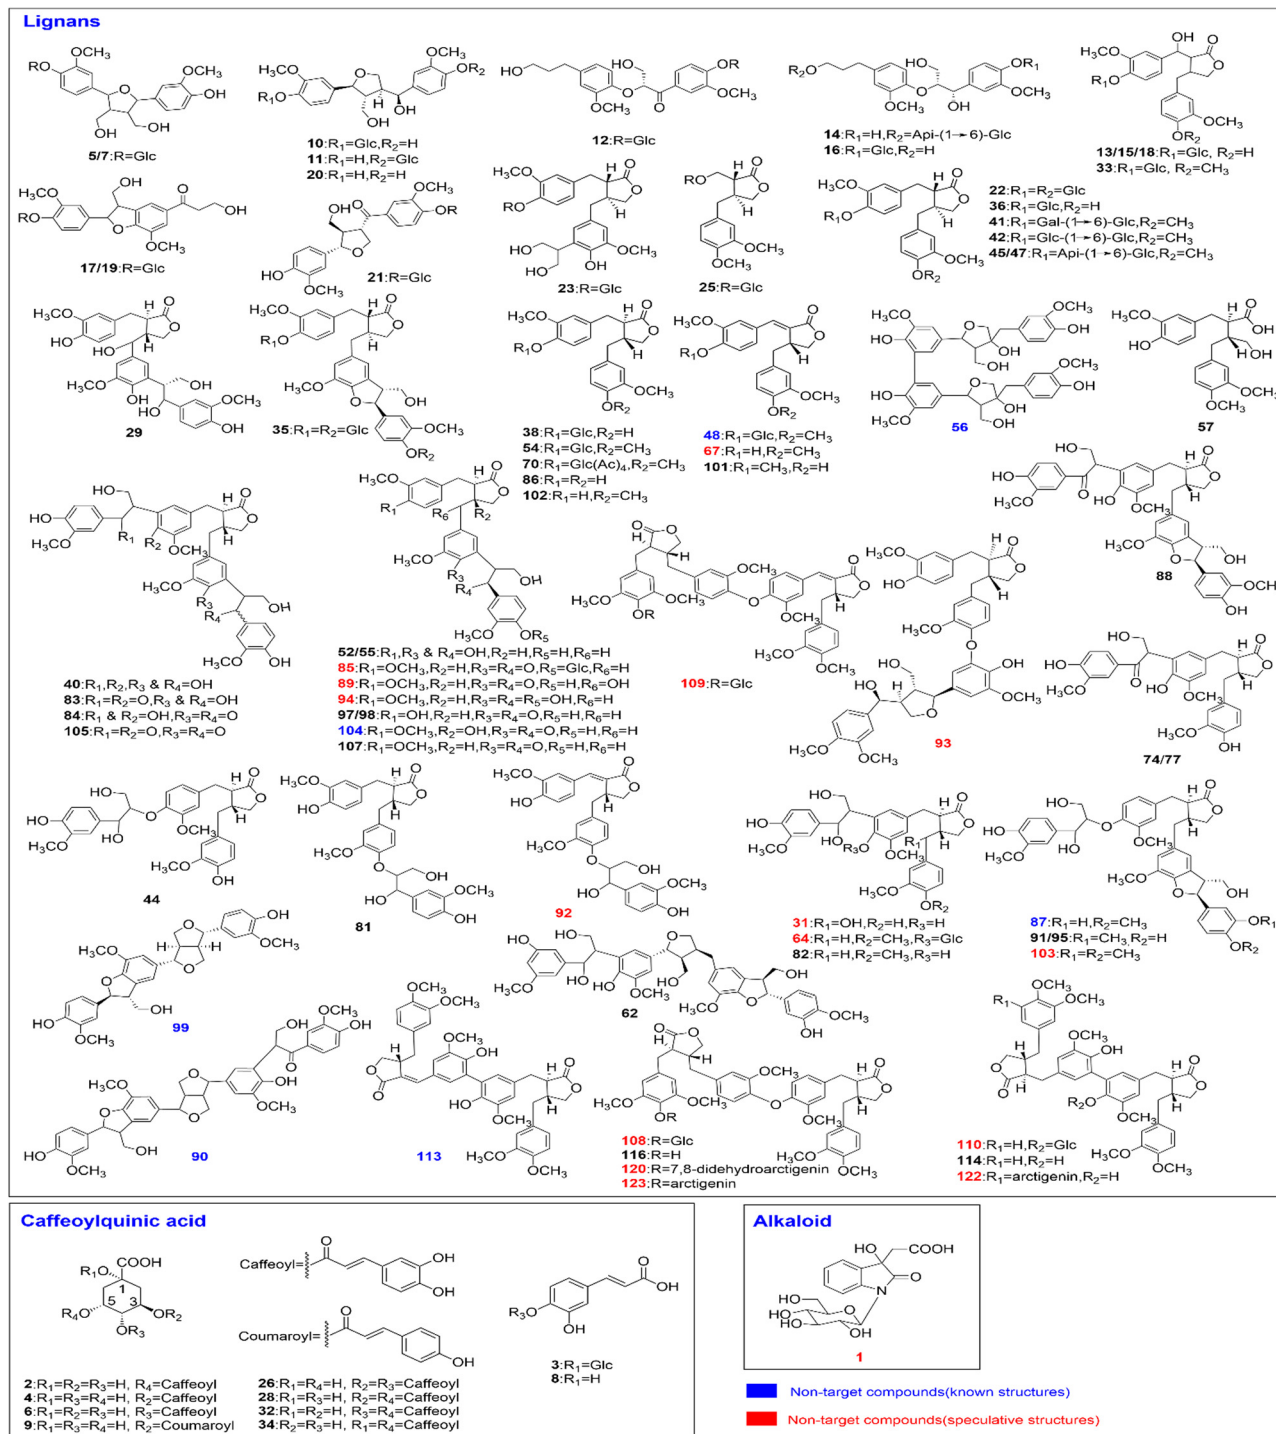 Lignans
5/7:R=Glc
10:R₁=Glc,R₂=H
11:R₁=H,R₂=Glc
20:R₁=H,R₂=H
12:R=Glc
14:R₁=H,R₂=Api-(1→6)-Glc
16:R₁=Glc,R₂=H
13/15/18:R₁=Glc, R₂=H
33:R₁=Glc, R₂=CH₃
17/19:R=Glc
21:R=Glc
23:R=Glc
25:R=Glc
22:R₁=R₂=Glc
36:R₁=Glc,R₂=H
41:R₁=Gal-(1→6)-Glc,R₂=CH₃
42:R₁=Glc-(1→6)-Glc,R₂=CH₃
45/47:R₁=Api-(1→6)-Glc,R₂=CH₃
29
35:R₁=R₂=Glc
38:R₁=Glc,R₂=H
54:R₁=Glc,R₂=CH₃
70:R₁=Glc(Ac)₄,R₂=CH₃
86:R₁=R₂=H
102:R₁=H,R₂=CH₃
48:R₁=Glc,R₂=CH₃
67:R₁=H,R₂=CH₃
101:R₁=CH₃,R₂=H
56
57
40:R₁,R₂,R₃ & R₄=OH
83:R₁=R₂=O,R₃ & R₄=OH
84:R₁ & R₂=OH,R₃=R₄=O
105:R₁=R₂=O,R₃=R₄=O
52/55:R₁,R₃ & R₄=OH,R₂=H,R₅=H,R₆=H
85:R₁=OCH₃,R₂=H,R₃=R₄=O,R₅=Glc,R₆=H
89:R₁=OCH₃,R₂=H,R₃=R₄=O,R₅=H,R₆=OH
94:R₁=OCH₃,R₂=H,R₃=R₄=R₅=OH,R₆=H
97/98:R₁=OH,R₂=H,R₃=R₄=O,R₅=H,R₆=H
104:R₁=OCH₃,R₂=OH,R₃=R₄=O,R₅=H,R₆=H
107:R₁=OCH₃,R₂=H,R₃=R₄=O,R₅=H,R₆=H
109:R=Glc
93
88
74/77
44
81
92
31:R₁=OH,R₂=H,R₃=H
64:R₁=H,R₂=CH₃,R₃=Glc
82:R₁=H,R₂=CH₃,R₃=H
87:R₁=H,R₂=CH₃
91/95:R₁=CH₃,R₂=H
103:R₁=R₂=CH₃
99
62
90
113
108:R=Glc
116:R=H
120:R=7,8-didehydroarctigenin
123:R=arctigenin
110:R₁=H,R₂=Glc
114:R₁=H,R₂=H
122:R₁=arctigenin,R₂=H
Caffeoylquinic acid
Caffeoyl=
Coumaroyl=
2:R₁=R₂=R₃=H, R₄=Caffeoyl
4:R₁=R₃=R₄=H, R₂=Caffeoyl
6:R₁=R₂=R₄=H, R₃=Caffeoyl
9:R₁=R₃=R₄=H, R₂=Coumaroyl
26:R₁=R₄=H, R₂=R₃=Caffeoyl
28:R₁=R₃=H, R₂=R₄=Caffeoyl
32:R₁=R₂=H, R₃=R₄=Caffeoyl
34:R₂=R₃=H, R₁=R₄=Caffeoyl
3:R₁=Glc
8:R₁=H
Alkaloid
1
Non-target compounds(known structures)
Non-target compounds(speculative structures)